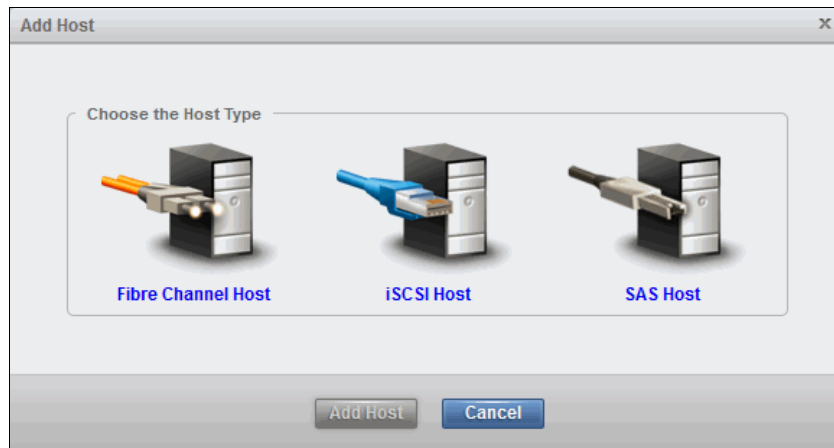 Add Host x
Choose the Host Type
Fibre Channel Host iSCSI Host SAS Host
Add Host Cancel